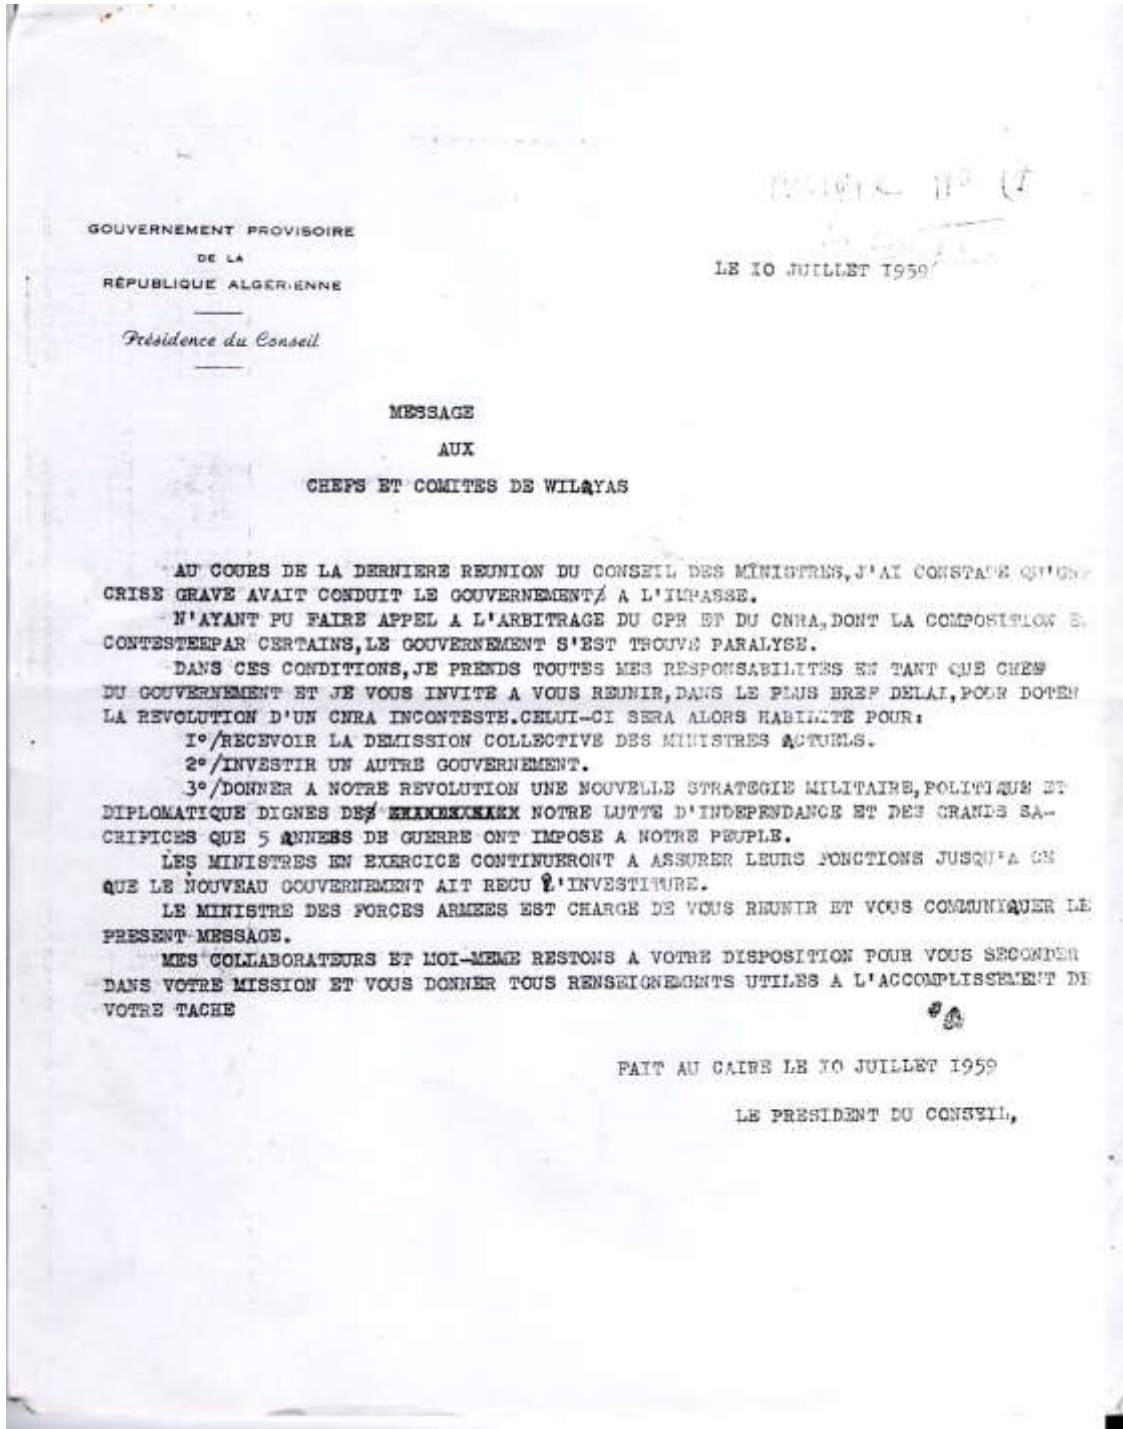 GOUVERNEMENT PROVISOIRE
DE LA
RÉPUBLIQUE ALGERIENNE
Présidence du Conseil
N° 
LE IO JUILLET I959
MESSAGE
AUX
CHEFS ET COMITES DE WILAYAS
AU COURS DE LA DERNIERE REUNION DU CONSEIL DES MINISTRES,J'AI CONSTATE QU'UNE
CRISE GRAVE AVAIT CONDUIT LE GOUVERNEMENT A L'IMPASSE.
N'AYANT PU FAIRE APPEL A L'ARBITRAGE DU CPR ET DU CNRA,DONT LA COMPOSITION
CONTESTEEPAR CERTAINS,LE GOUVERNEMENT S'EST TROUVE PARALYSE.
DANS CES CONDITIONS,JE PRENDS TOUTES MES RESPONSABILITES EN TANT QUE CHEF
DU GOUVERNEMENT ET JE VOUS INVITE A VOUS REUNIR,DANS LE PLUS BREF DELAI,POUR DOTER
LA REVOLUTION D'UN CNRA INCONTESTE.CELUI-CI SERA ALORS HABILITE POUR:
I°/RECEVOIR LA DEMISSION COLLECTIVE DES MINISTRES ACTUELS.
2°/INVESTIR UN AUTRE GOUVERNEMENT.
3°/DONNER A NOTRE REVOLUTION UNE NOUVELLE STRATEGIE MILITAIRE,POLITIQUE ET
DIPLOMATIQUE DIGNES DE NOTRE LUTTE D'INDEPENDANCE ET DES GRANDS SA-
CRIFICES QUE 5 ANNEES DE GUERRE ONT IMPOSE A NOTRE PEUPLE.
LES MINISTRES EN EXERCICE CONTINUERONT A ASSURER LEURS FONCTIONS JUSQU'A CE
QUE LE NOUVEAU GOUVERNEMENT AIT RECU L'INVESTITURE.
LE MINISTRE DES FORCES ARMEES EST CHARGE DE VOUS REUNIR ET VOUS COMMUNIQUER LE
PRESENT MESSAGE.
MES COLLABORATEURS ET MOI-MEME RESTONS A VOTRE DISPOSITION POUR VOUS SECONDER
DANS VOTRE MISSION ET VOUS DONNER TOUS RENSEIGNEMENTS UTILES A L'ACCOMPLISSEMENT DE
VOTRE TACHE
FAIT AU CAIRE LE IO JUILLET I959
LE PRESIDENT DU CONSEIL,